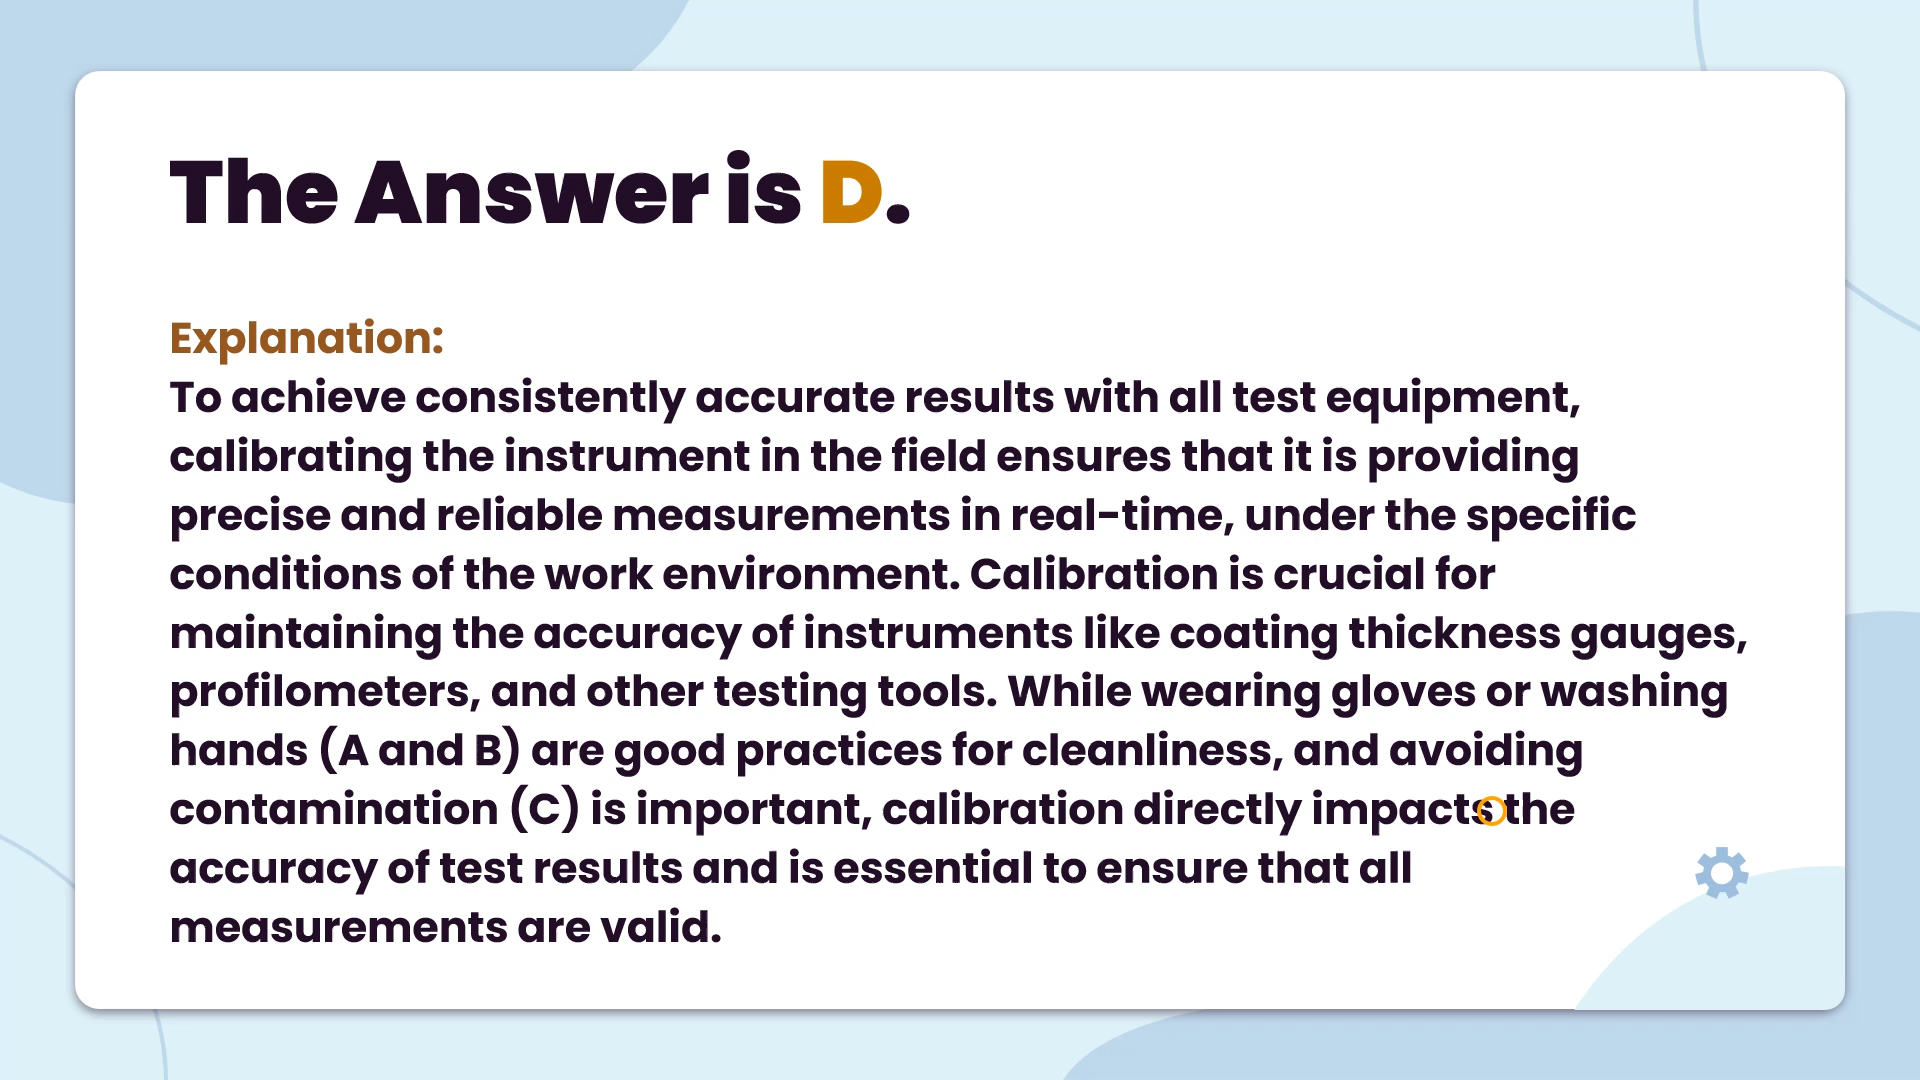 The Answer is D.
Explanation:
To achieve consistently accurate results with all test equipment,
calibrating the instrument in the field ensures that it is providing
precise and reliable measurements in real-time, under the specific
conditions of the work environment. Calibration is crucial for
maintaining the accuracy of instruments like coating thickness gauges,
profilometers, and other testing tools. While wearing gloves or washing
hands (A and B) are good practices for cleanliness, and avoiding
contamination (C) is important, calibration directly impacts the
accuracy of test results and is essential to ensure that all
measurements are valid.